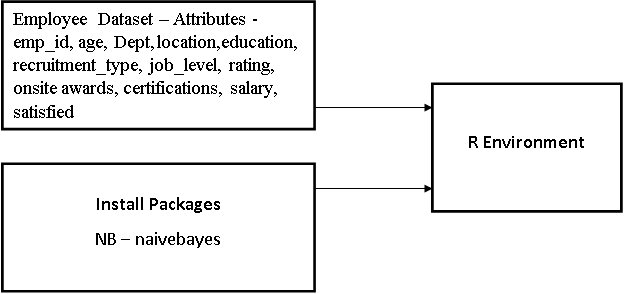 Employee Dataset – Attributes -
emp_id, age, Dept, location,education,
recruitment_type, job_level, rating,
onsite awards, certifications, salary,
satisfied
R Environment
Install Packages
NB – naivebayes